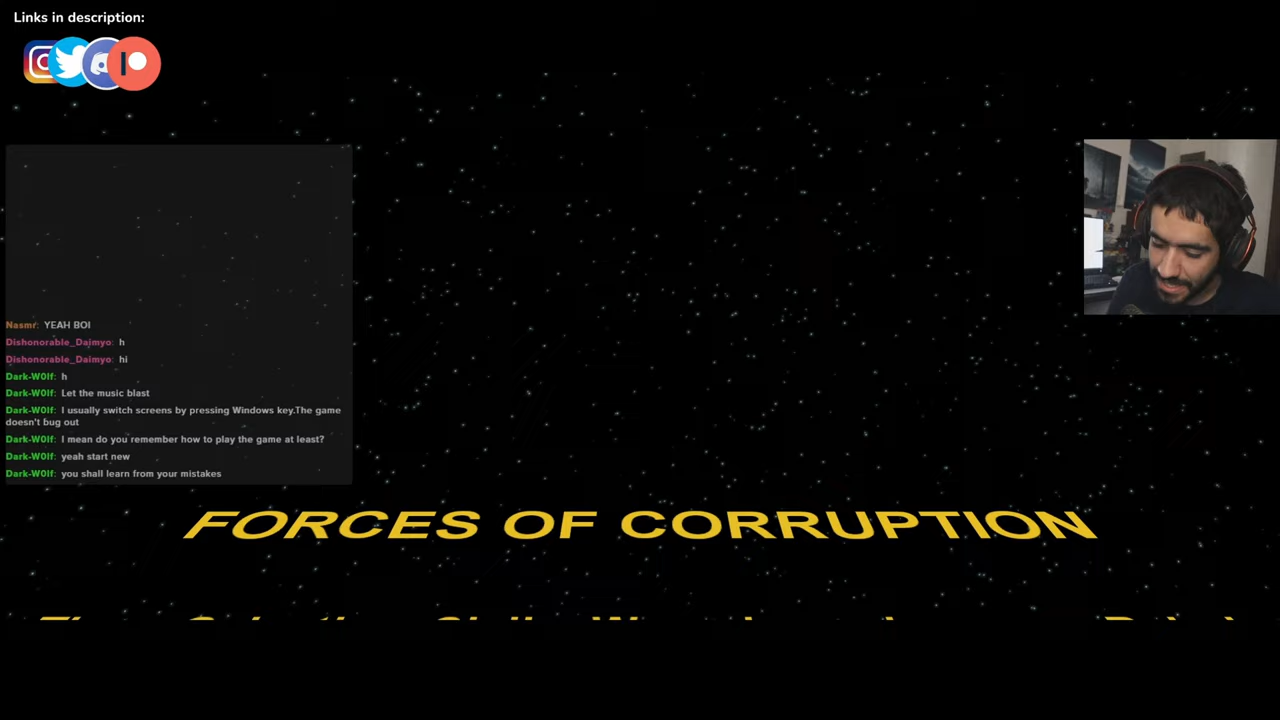 Links in description:
Nasmr: YEAH BOI
Dishonorable_Daimyo: h
Dishonorable_Daimyo: hi
Dark-W0lf: h
Dark-W0lf: Let the music blast
Dark-W0lf: I usually switch screens by pressing Windows key.The game
doesn't bug out
Dark-W0lf: I mean do you remember how to play the game at least?
Dark-W0lf: yeah start new
Dark-W0lf: you shall learn from your mistakes
FORCES OF CORRUPTION